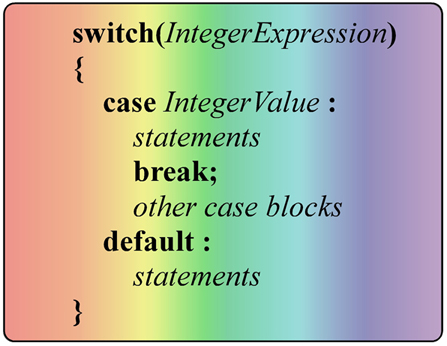 switch(IntegerExpression)
{
case IntegerValue :
statements
break;
other case blocks
default :
statements
}